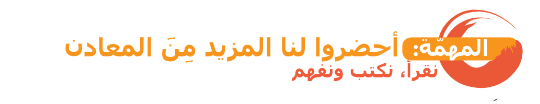 المهمّة: أحضروا لنا المزيد مِنَ المعادن
نقرأ، نكتب ونفهم